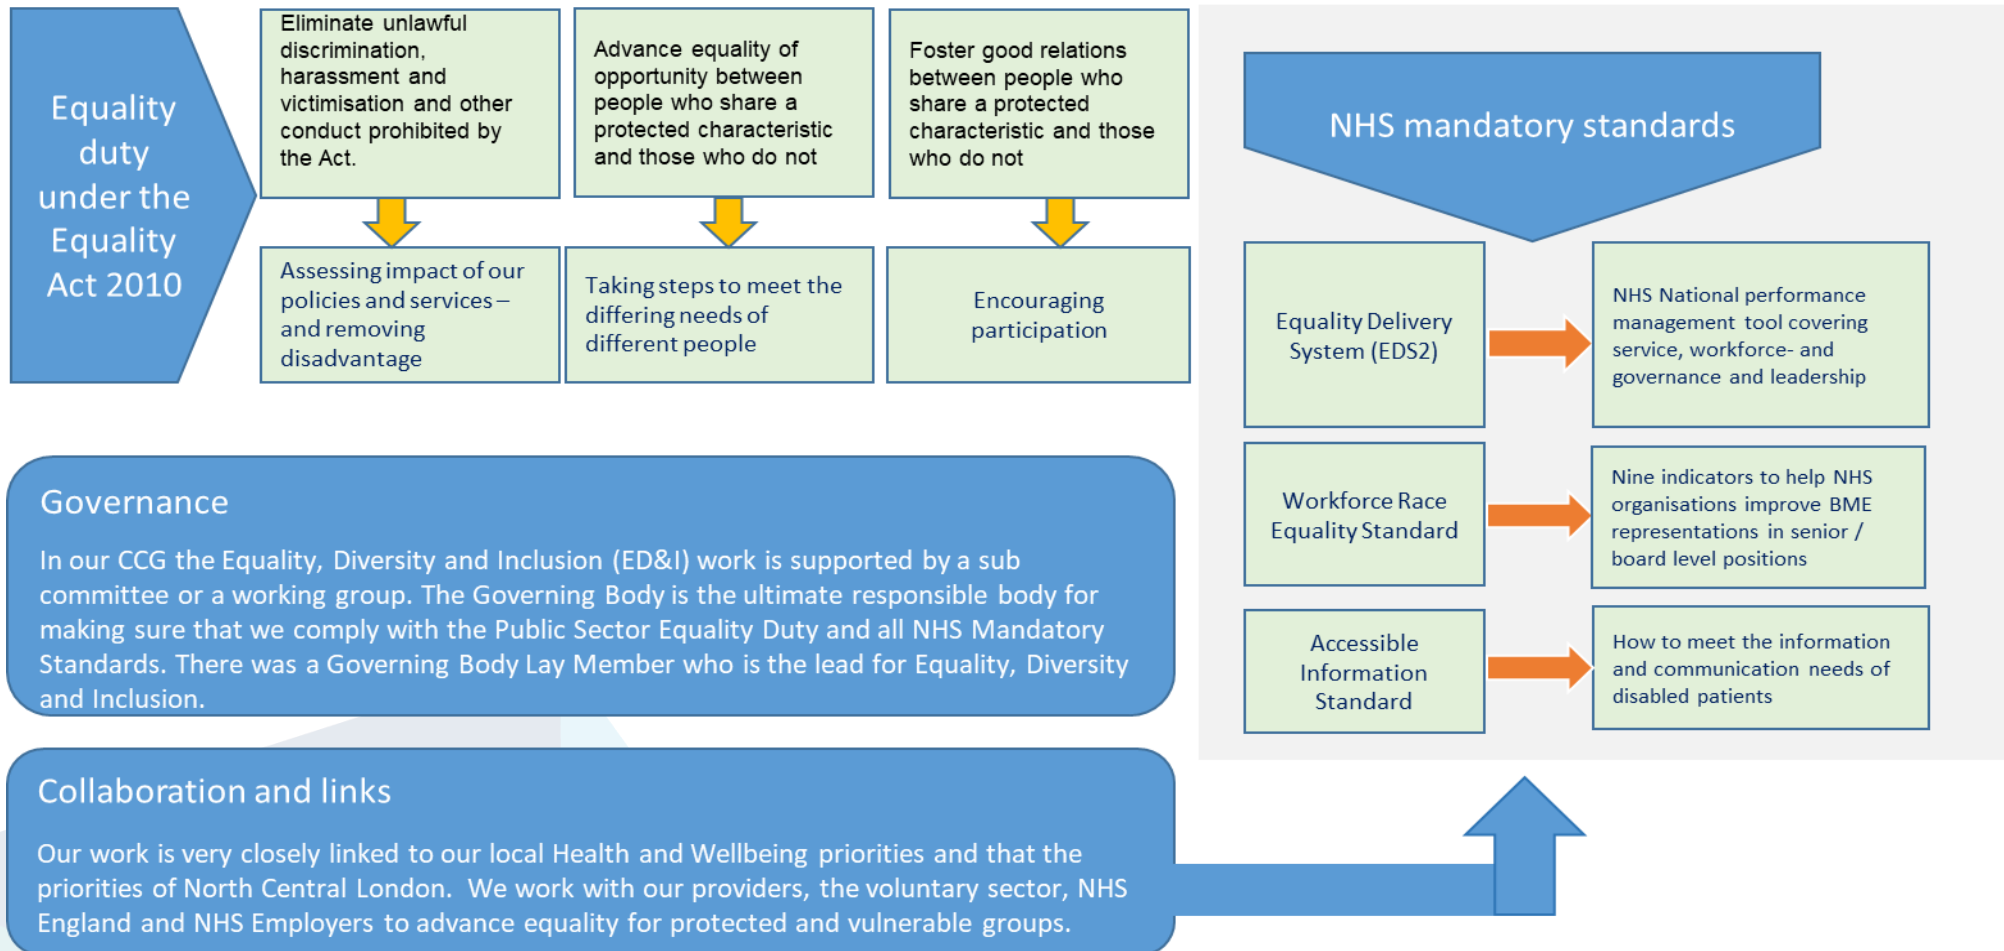 Equality
duty
under the
Equality
Act 2010
Eliminate unlawful
discrimination,
harassment and
victimisation and other
conduct prohibited by
the Act.
Advance equality of
opportunity between
people who share a
protected characteristic
and those who do not
Foster good relations
between people who
share a protected
characteristic and those
who do not
Assessing impact of our
policies and services –
and removing
disadvantage
Taking steps to meet the
differing needs of
different people
Encouraging
participation
NHS mandatory standards
Equality Delivery
System (EDS2)
NHS National performance
management tool covering
service, workforce- and
governance and leadership
Workforce Race
Equality Standard
Nine indicators to help NHS
organisations improve BME
representations in senior /
board level positions
Accessible
Information
Standard
How to meet the information
and communication needs of
disabled patients
Governance
In our CCG the Equality, Diversity and Inclusion (ED&I) work is supported by a sub
committee or a working group. The Governing Body is the ultimate responsible body for
making sure that we comply with the Public Sector Equality Duty and all NHS Mandatory
Standards. There was a Governing Body Lay Member who is the lead for Equality, Diversity
and Inclusion.
Collaboration and links
Our work is very closely linked to our local Health and Wellbeing priorities and that the
priorities of North Central London. We work with our providers, the voluntary sector, NHS
England and NHS Employers to advance equality for protected and vulnerable groups.